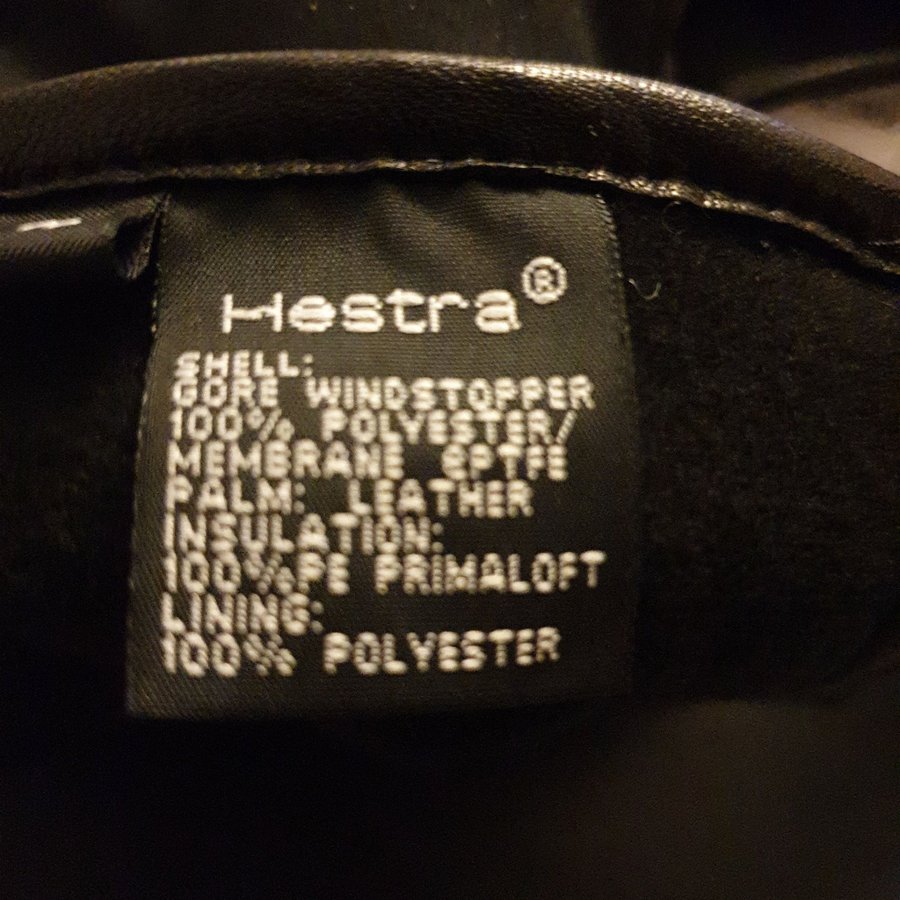 Hestra®
SHELL:
GORE WINDSTOPPER
100% POLYESTER/
MEMBRANE ePTFE
PALM: LEATHER
INSULATION:
100%PE PRIMALOFT
LINING:
100% POLYESTER